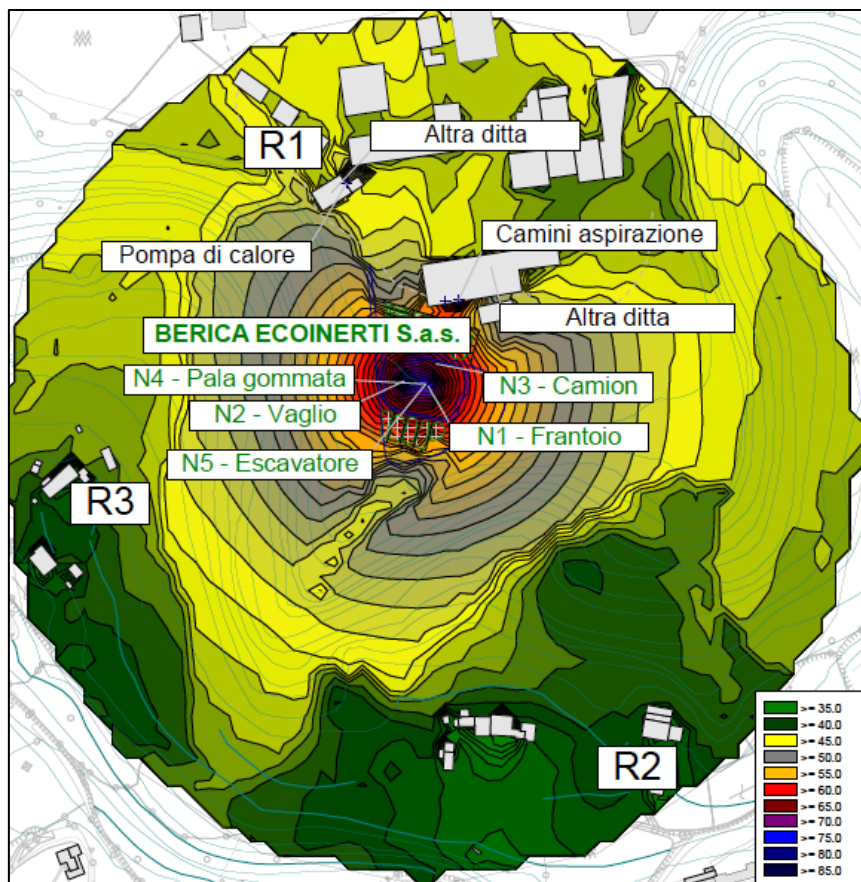 Altra ditta
R1
Camini aspirazione
Pompa di calore
Altra ditta
BERICA ECOINERTI S.a.s.
N4 - Pala gommata
N3 - Camion
N2 - Vaglio
N1 - Frantoio
N5 - Escavatore
R3
R2
>= 35.0
>= 40.0
>= 45.0
>= 50.0
>= 55.0
>= 60.0
>= 65.0
>= 70.0
>= 75.0
>= 80.0
>= 85.0